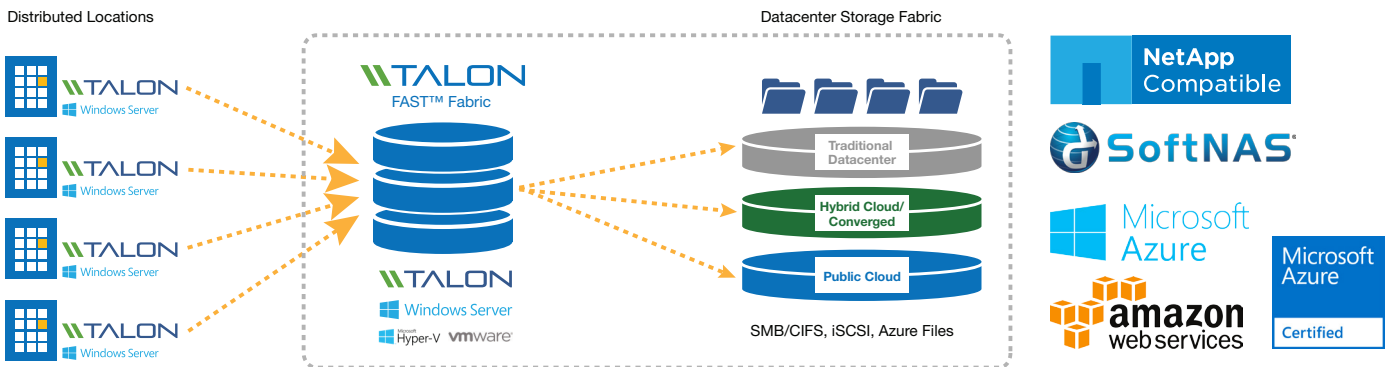 Distributed Locations
TALON
Windows Server
TALON
Windows Server
TALON
Windows Server
TALON
Windows Server
TALON
FAST™ Fabric
TALON
Windows Server
Microsoft
Hyper-V
vmware®
Datacenter Storage Fabric
Traditional
Datacenter
Hybrid Cloud/
Converged
Public Cloud
SMB/CIFS, iSCSI, Azure Files
NetApp
Compatible
SoftNAS
Microsoft
Azure
amazon
web services
Microsoft
Azure
Certified